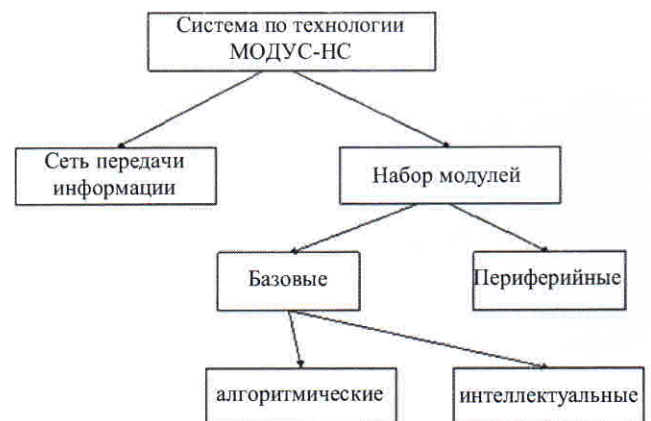 Система по технологии
МОДУС-НС
Сеть передачи
информации
Набор модулей
Базовые
Периферийные
алгоритмические
интеллектуальные